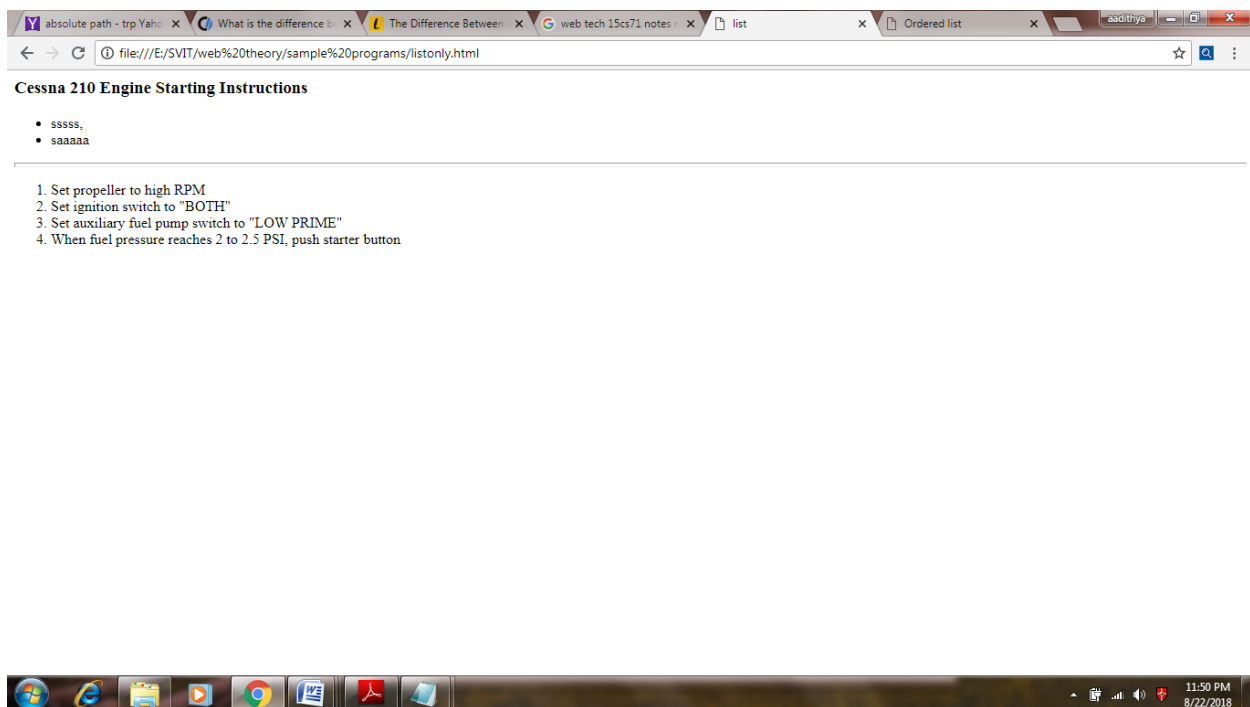 absolute path - trp Yaho
What is the difference b
The Difference Between
web tech 15cs71 notes
list
Ordered list
aadithya
file:///E:/SVIT/web%20theory/sample%20programs/listonly.html
Cessna 210 Engine Starting Instructions
• sssss,
• saaaaa
1. Set propeller to high RPM
2. Set ignition switch to "BOTH"
3. Set auxiliary fuel pump switch to "LOW PRIME"
4. When fuel pressure reaches 2 to 2.5 PSI, push starter button
11:50 PM
8/22/2018